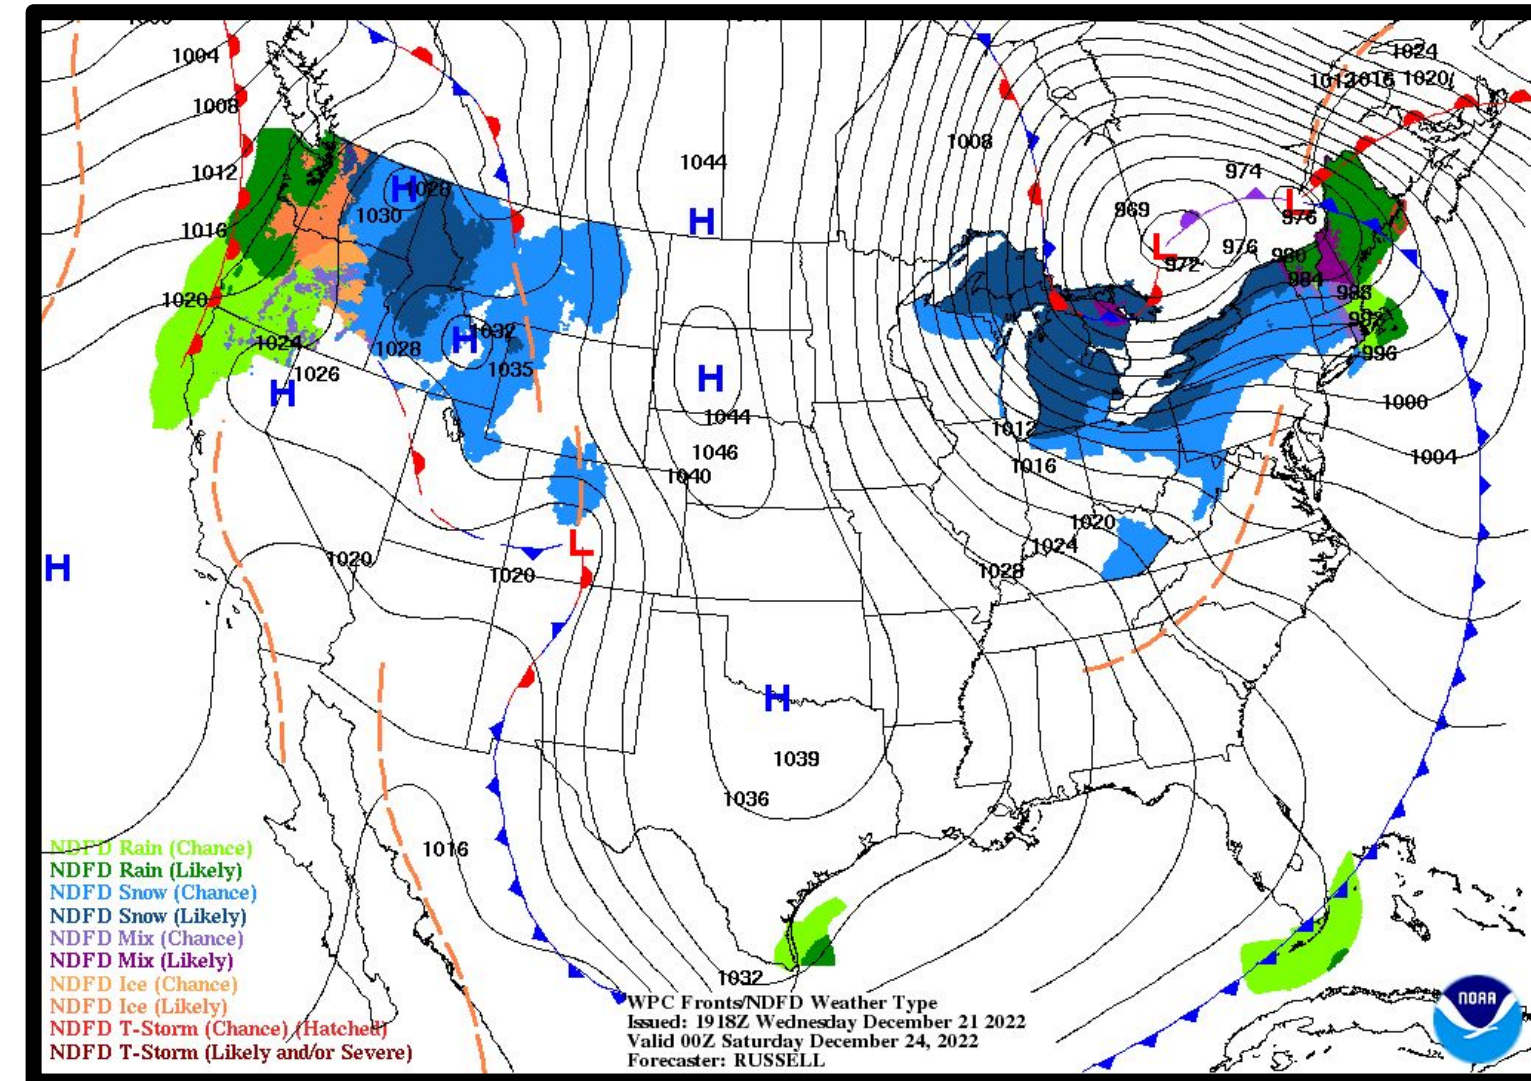 1024
1012 1016 1020
1004
1008
1008
1012
1044
974
969
H 1028
1030
H
L
975
1016
976
980
L
972
984
988
1020
992
996
1024
H 1032
1028
1035
1026
H
H
1044
1000
1012
1046
1016
1004
1040
1020
1024
L
H
1020
1020
1028
H
1039
1036
1016
NDFD Rain (Chance)
NDFD Rain (Likely)
NDFD Snow (Chance)
NDFD Snow (Likely)
NDFD Mix (Chance)
NDFD Mix (Likely)
NDFD Ice (Chance)
NDFD Ice (Likely)
NDFD T-Storm (Chance) (Hatched)
NDFD T-Storm (Likely and/or Severe)
1032
WPC Fronts/NDFD Weather Type
Issued: 1918Z Wednesday December 21 2022
Valid 00Z Saturday December 24, 2022
Forecaster: RUSSELL
NOAA